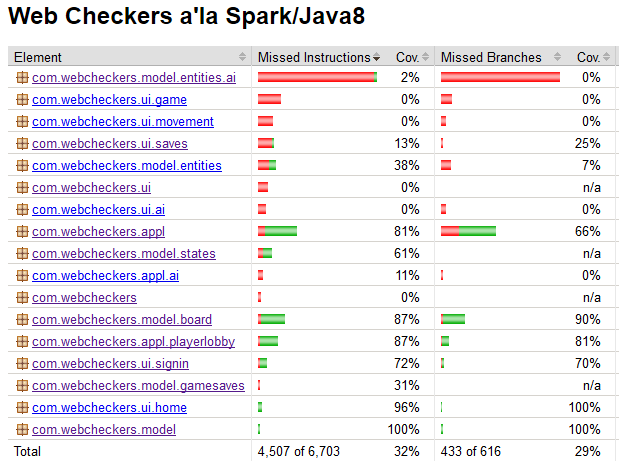 Web Checkers a'la Spark/Java8
Element Missed Instructions Cov. Missed Branches Cov.
com.webcheckers.model.entities.ai 2% 0%
com.webcheckers.ui.game 0% 0%
com.webcheckers.ui.movement 0% 0%
com.webcheckers.ui.saves 13% 25%
com.webcheckers.model.entities 38% 7%
com.webcheckers.ui 0% n/a
com.webcheckers.ui.ai 0% 0%
com.webcheckers.appl 81% 66%
com.webcheckers.model.states 61% n/a
com.webcheckers.appl.ai 11% 0%
com.webcheckers 0% n/a
com.webcheckers.model.board 87% 90%
com.webcheckers.appl.playerlobby 87% 81%
com.webcheckers.ui.signin 72% 70%
com.webcheckers.model.gamesaves 31% n/a
com.webcheckers.ui.home 96% 100%
com.webcheckers.model 100% 100%
Total 4,507 of 6,703 32% 433 of 616 29%